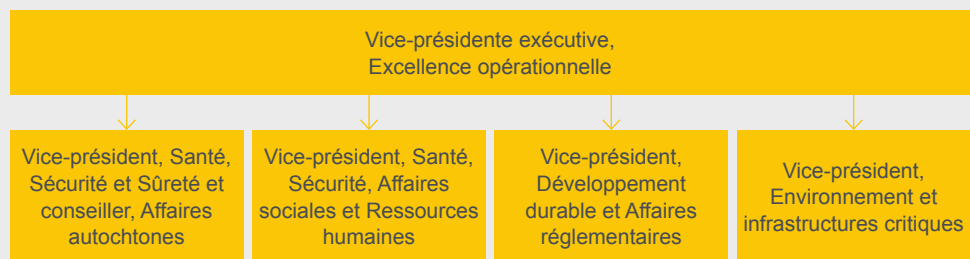 Vice-présidente exécutive,
Excellence opérationnelle
Vice-président, Santé,
Sécurité et Sûreté et
conseiller, Affaires
autochtones
Vice-président, Santé,
Sécurité, Affaires
sociales et Ressources
humaines
Vice-président,
Développement
durable et Affaires
réglementaires
Vice-président,
Environnement et
infrastructures critiques